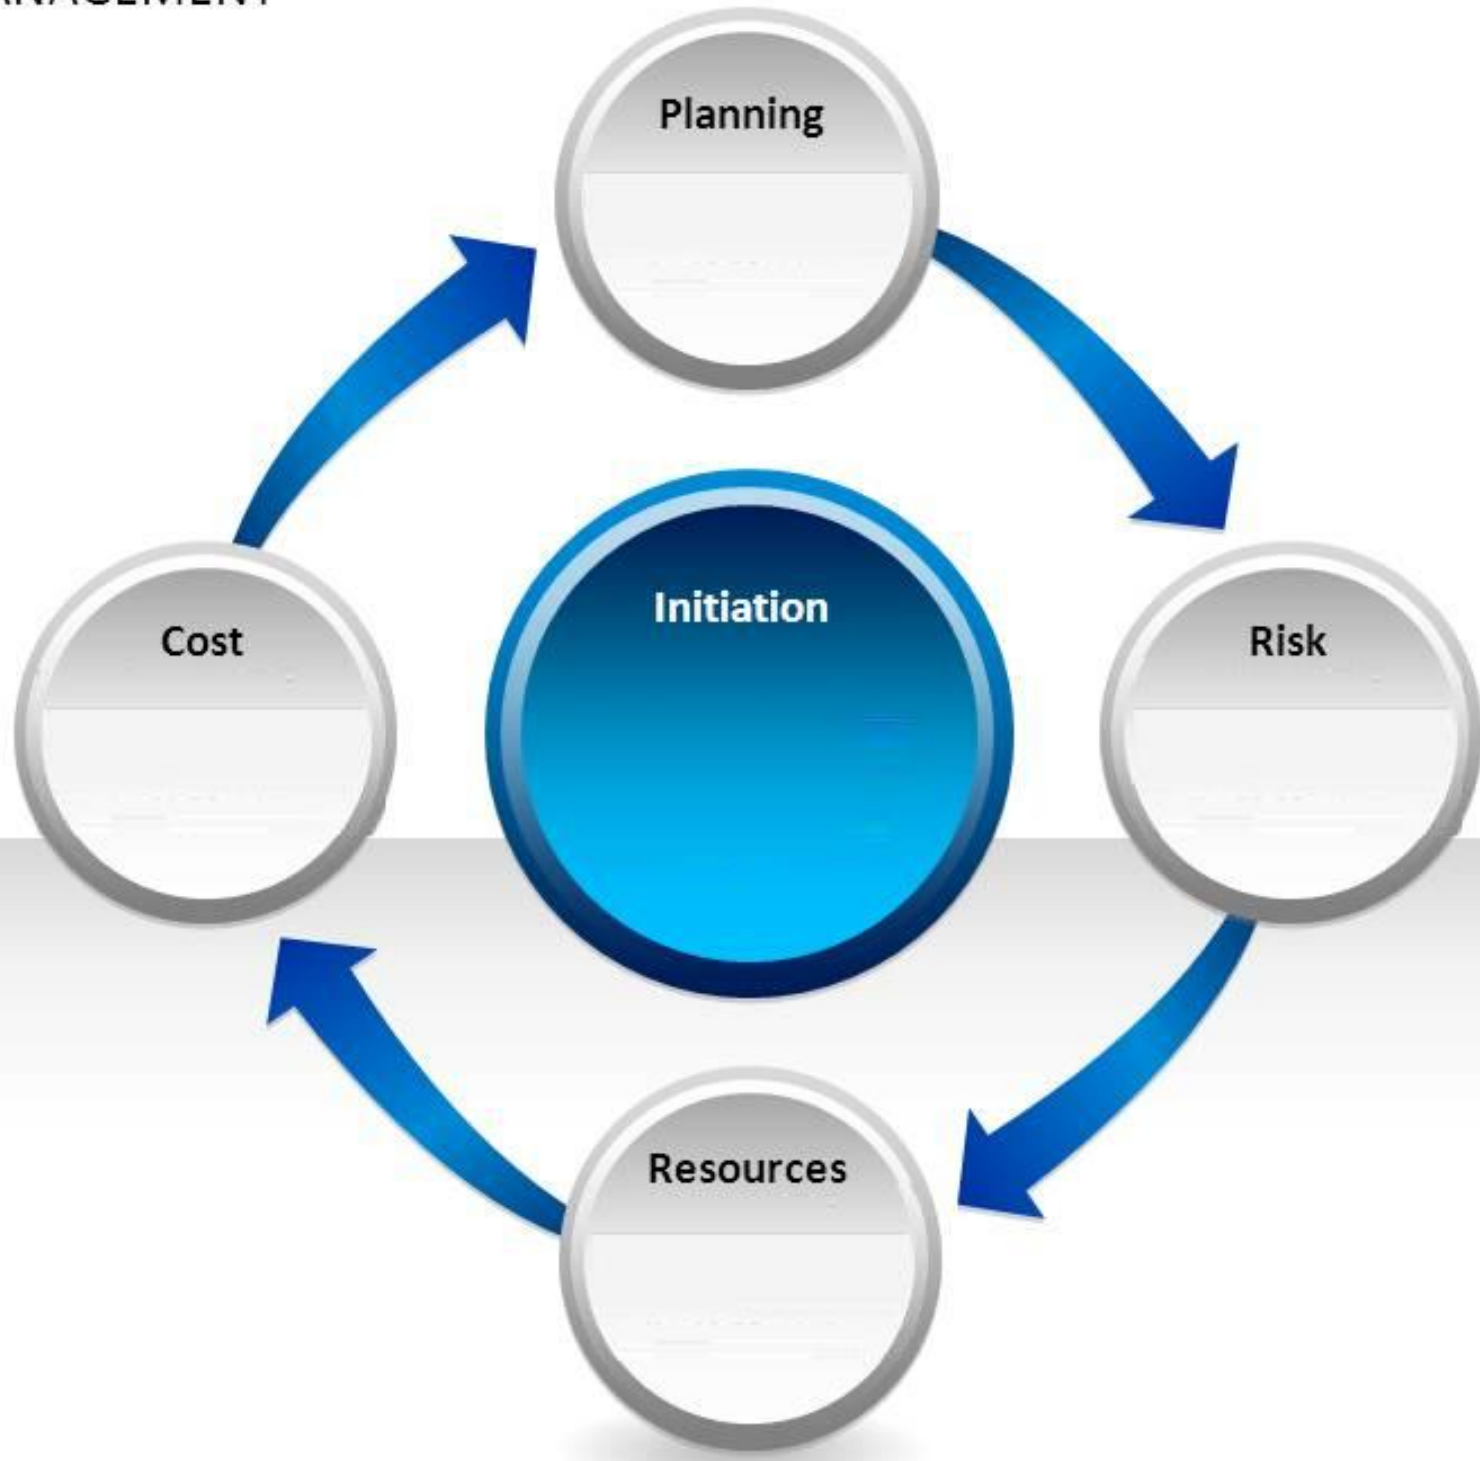 Planning
Initiation
Cost
Risk
Resources